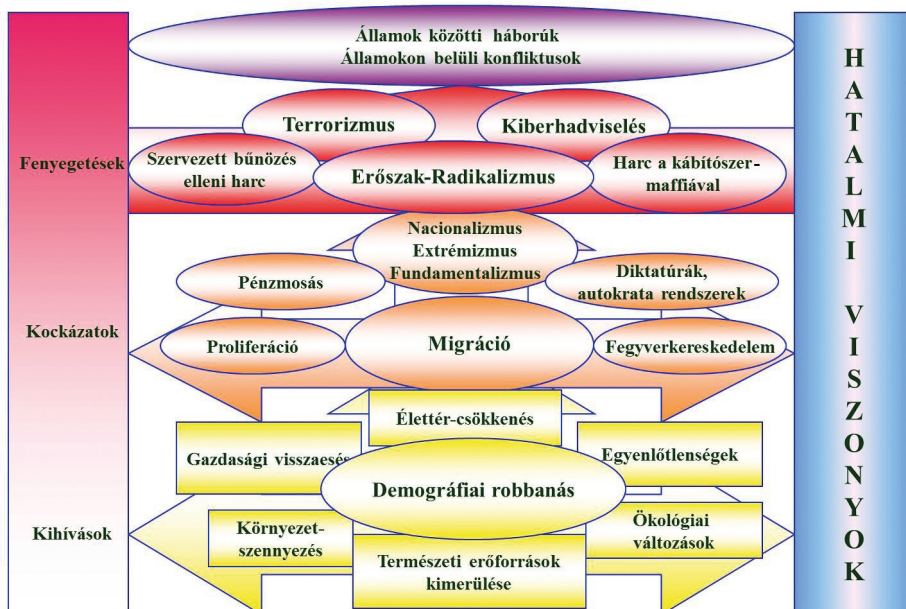 Államok közötti háborúk
Államokon belüli konfliktusok
Terrorizmus
Kiberhadviselés
Fenyegetések
Szervezett bűnözés
elleni harc
Erőszak-Radikalizmus
Harc a kábítószer-
maffiával
Nacionalizmus
Extrémizmus
Fundamentalizmus
Pénzmosás
Diktatúrák,
autokrata rendszerek
Kockázatok
Proliferáció
Migráció
Fegyverkereskedelem
Élettér-csökkenés
Gazdasági visszaesés
Egyenlőtlenségek
Demográfiai robbanás
Kihívások
Környezet-
szennyezés
Ökológiai
változások
Természeti erőforrások
kimerülése
HATALMI VISZONYOK